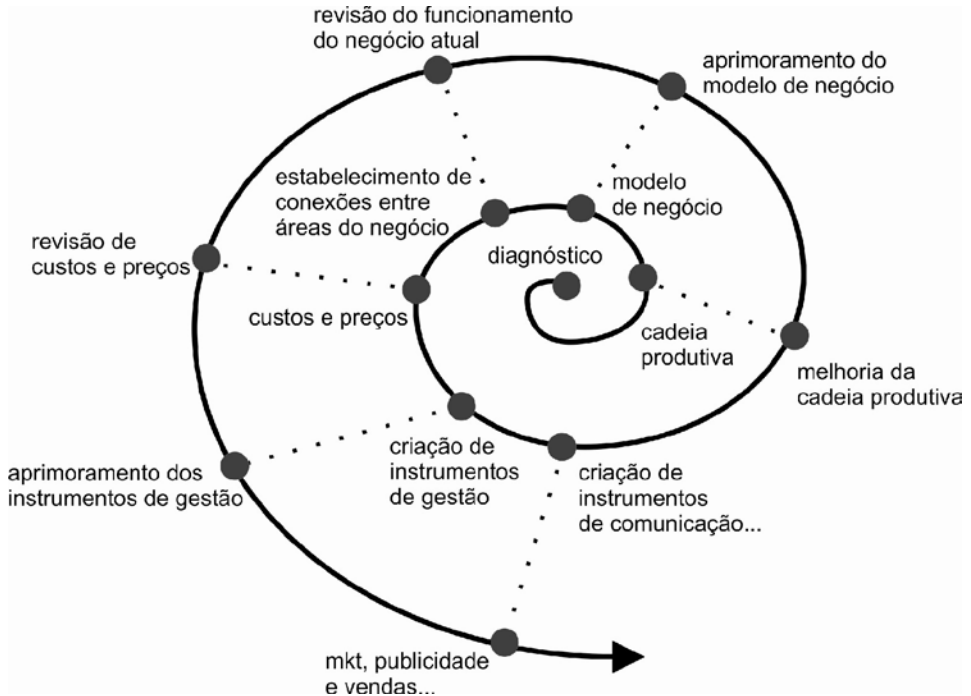 revisão do funcionamento
do negócio atual
aprimoramento do
modelo de negócio
estabelecimento de
conexões entre
áreas do negócio
modelo
de negócio
revisão de
custos e preços
diagnóstico
custos e preços
cadeia
produtiva
melhoria da
cadeia produtiva
aprimoramento dos
instrumentos de gestão
criação de
instrumentos
de gestão
criação de
instrumentos
de comunicação...
mkt, publicidade
e vendas...